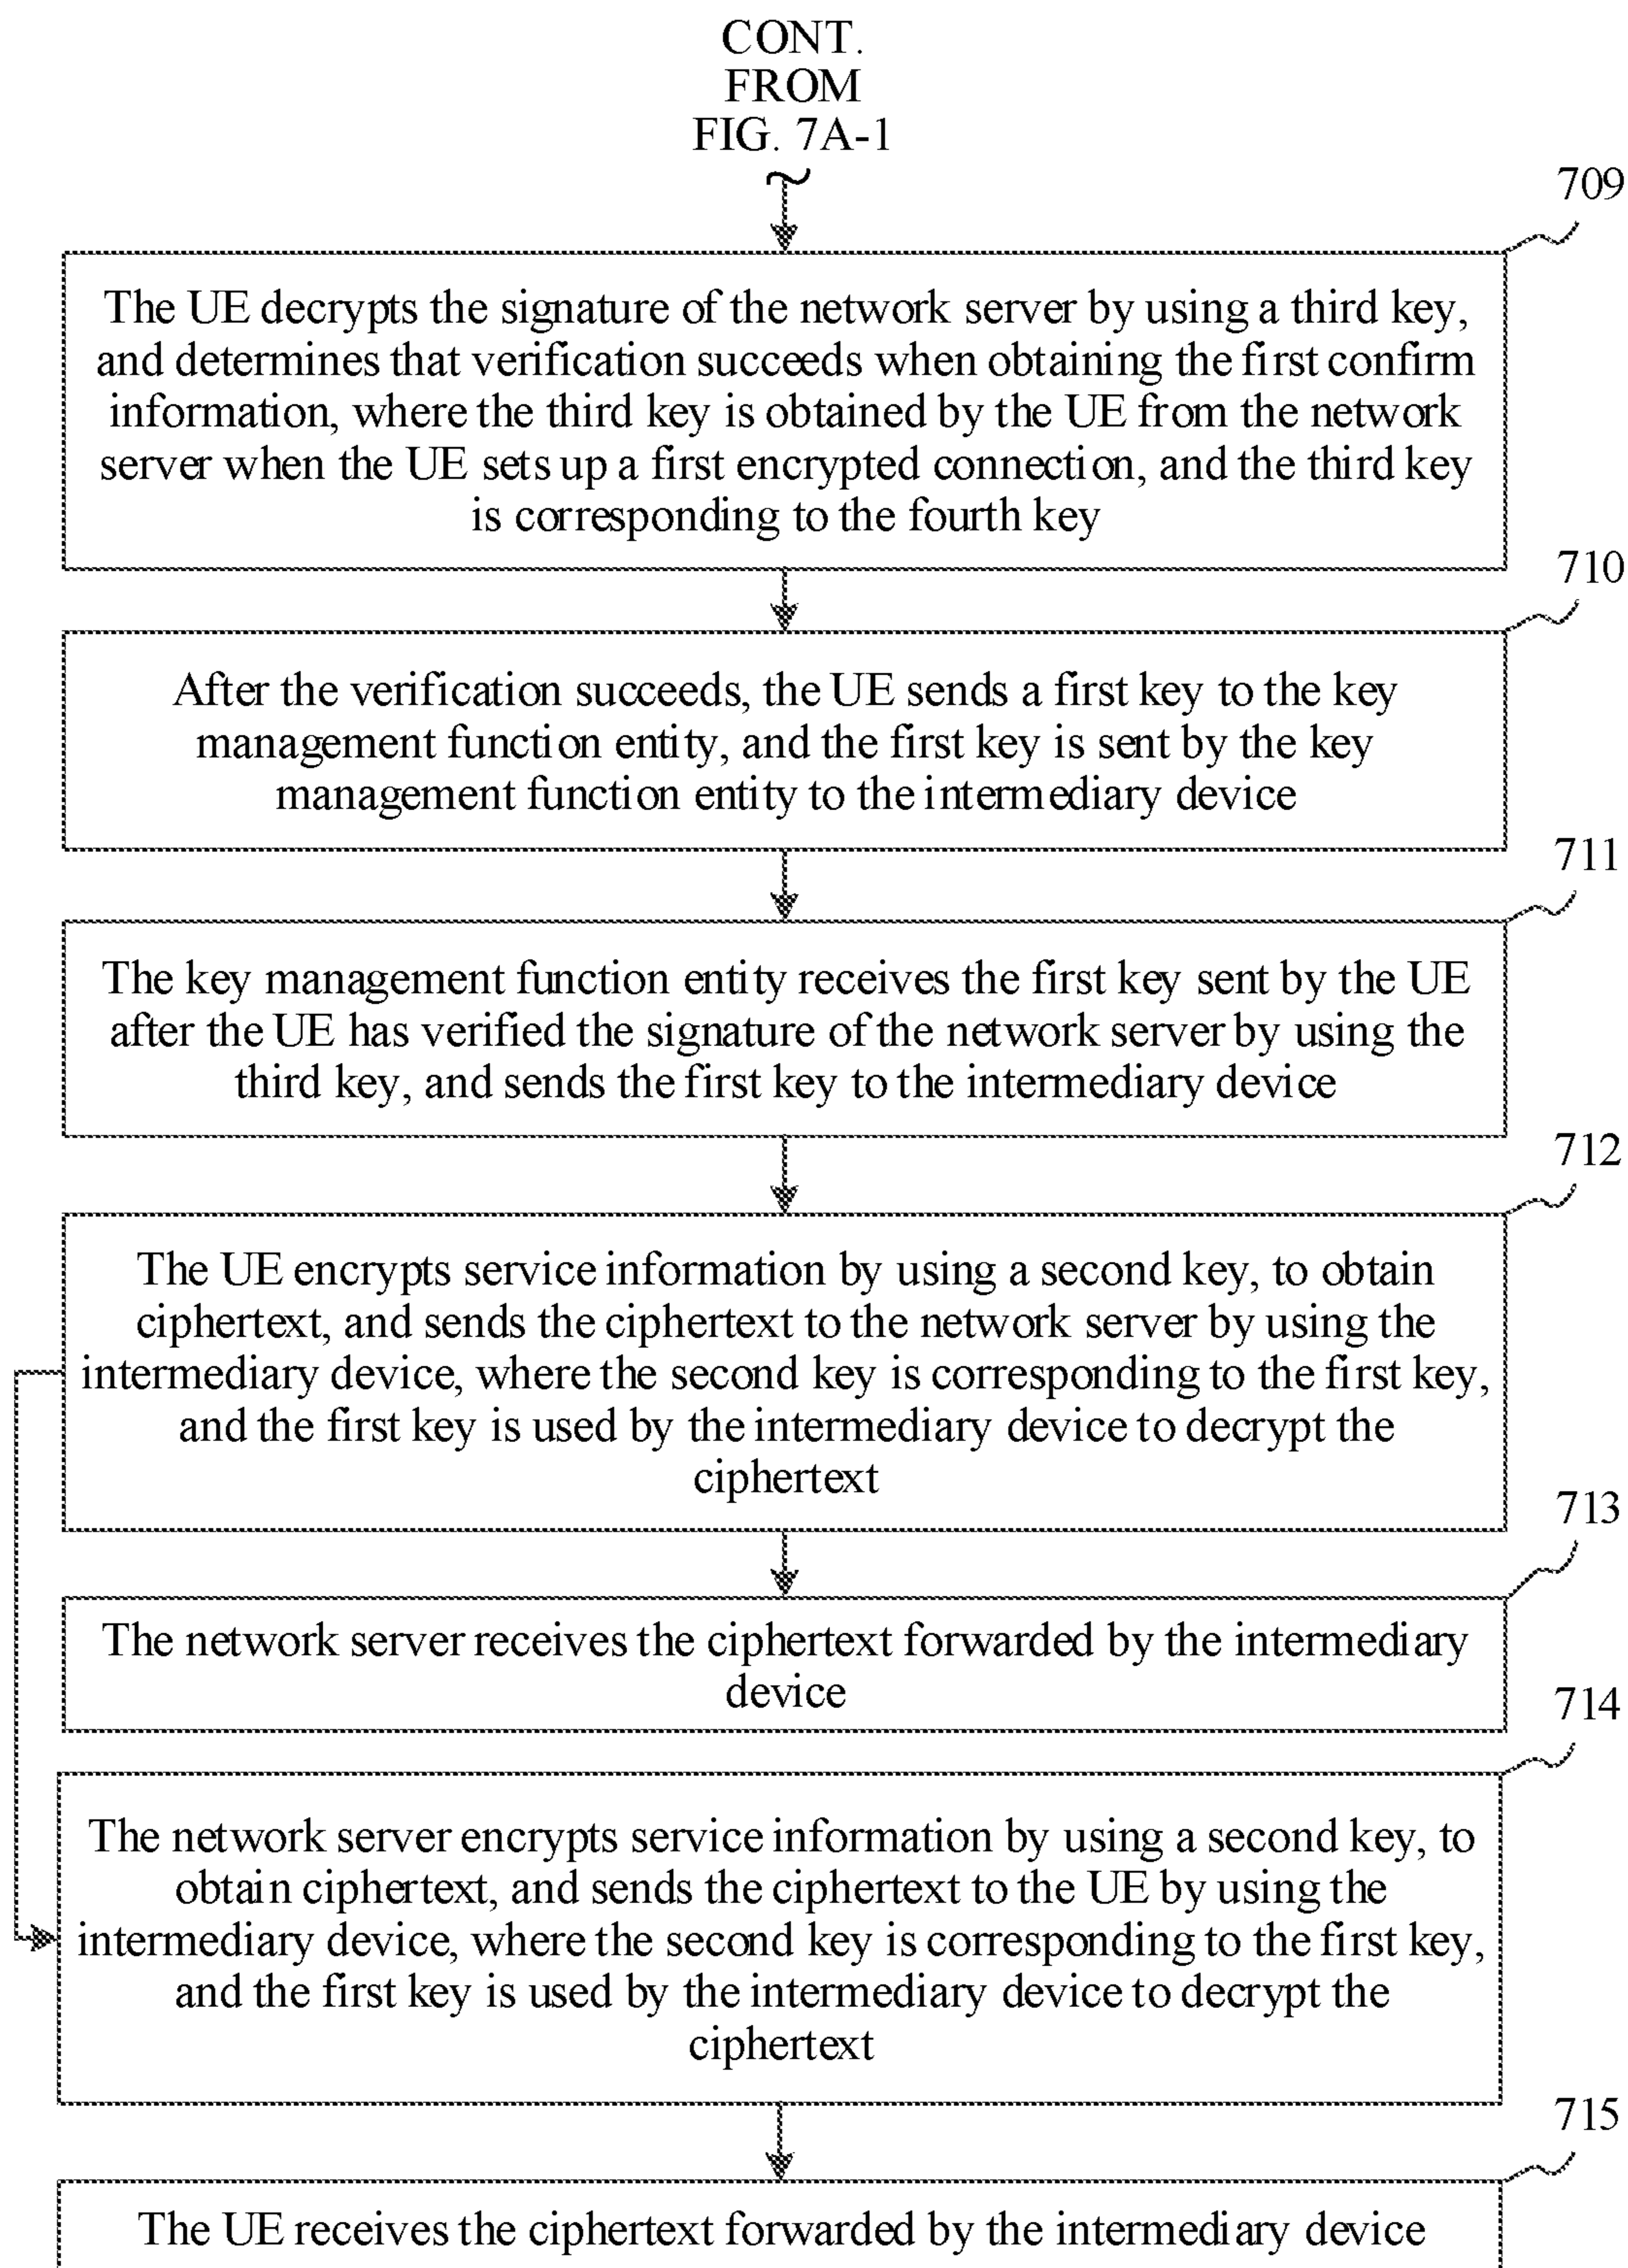 CONT.
FROM
FIG. 7A-1
709
The UE decrypts the signature of the network server by using a third key,
and determines that verification succeeds when obtaining the first confirm
information, where the third key is obtained by the UE from the network
server when the UE sets up a first encrypted connection, and the third key
is corresponding to the fourth key
710
After the verification succeeds, the UE sends a first key to the key
management function entity, and the first key is sent by the key
management function entity to the intermediary device
711
The key management function entity receives the first key sent by the UE
after the UE has verified the signature of the network server by using the
third key, and sends the first key to the intermediary device
712
The UE encrypts service information by using a second key, to obtain
ciphertext, and sends the ciphertext to the network server by using the
intermediary device, where the second key is corresponding to the first key,
and the first key is used by the intermediary device to decrypt the
ciphertext
713
The network server receives the ciphertext forwarded by the intermediary
device
714
The network server encrypts service information by using a second key, to
obtain ciphertext, and sends the ciphertext to the UE by using the
intermediary device, where the second key is corresponding to the first key,
and the first key is used by the intermediary device to decrypt the
ciphertext
715
The UE receives the ciphertext forwarded by the intermediary device